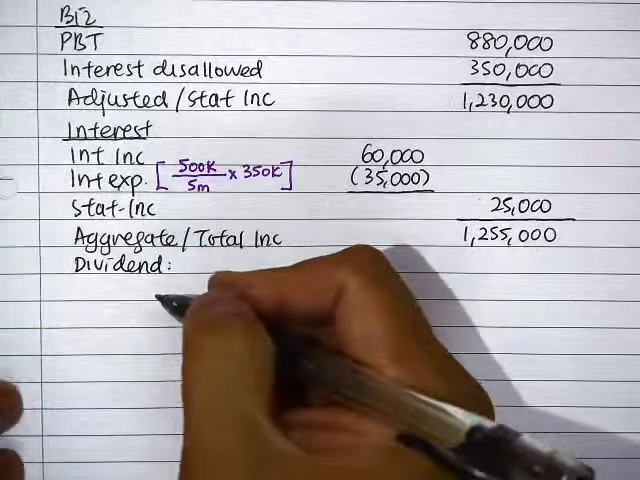 Biz
PBT 880,000
Interest disallowed 350,000
Adjusted/Stat Inc 1,230,000
Interest
Int Inc 60,000
Int exp. [500K/5m x 350K] (35,000)
Stat-Inc 25,000
Aggregate/Total Inc 1,255,000
Dividend: